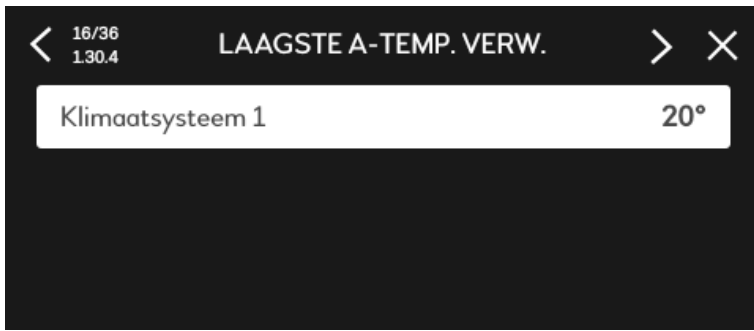 16/36
1.30.4
LAAGSTE A-TEMP. VERW.
Klimaatsysteem 1 20°